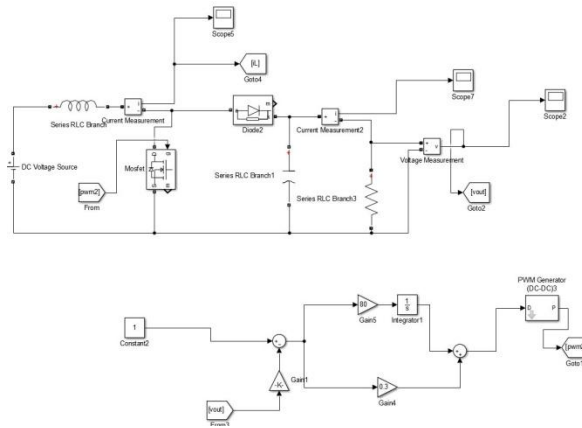 Scope5
[iL]
Goto4
Scope7
Scope2
Series RLC Branch
Current Measurement
Diode2
Current Measurement2
DC Voltage Source
Mosfet
Series RLC Branch1
Voltage Measurement
[pwm2]
From
Series RLC Branch3
[vout]
Goto2
PWM Generator
(DC-DC)3
80
1
s
D
P
Gain5
Integrator1
1
Constant2
[pwm2]
Goto1
-K-
Gain1
0.3
Gain4
[vout]
From3